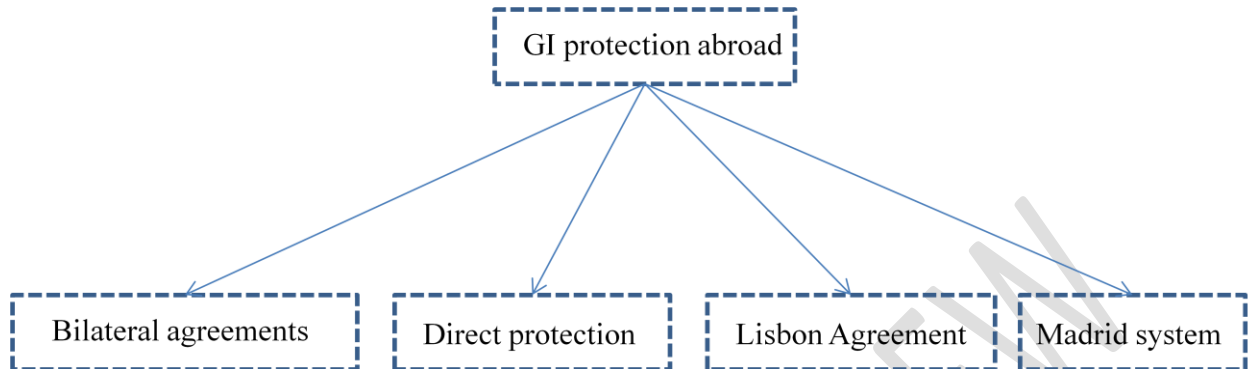 GI protection abroad
Bilateral agreements
Direct protection
Lisbon Agreement
Madrid system